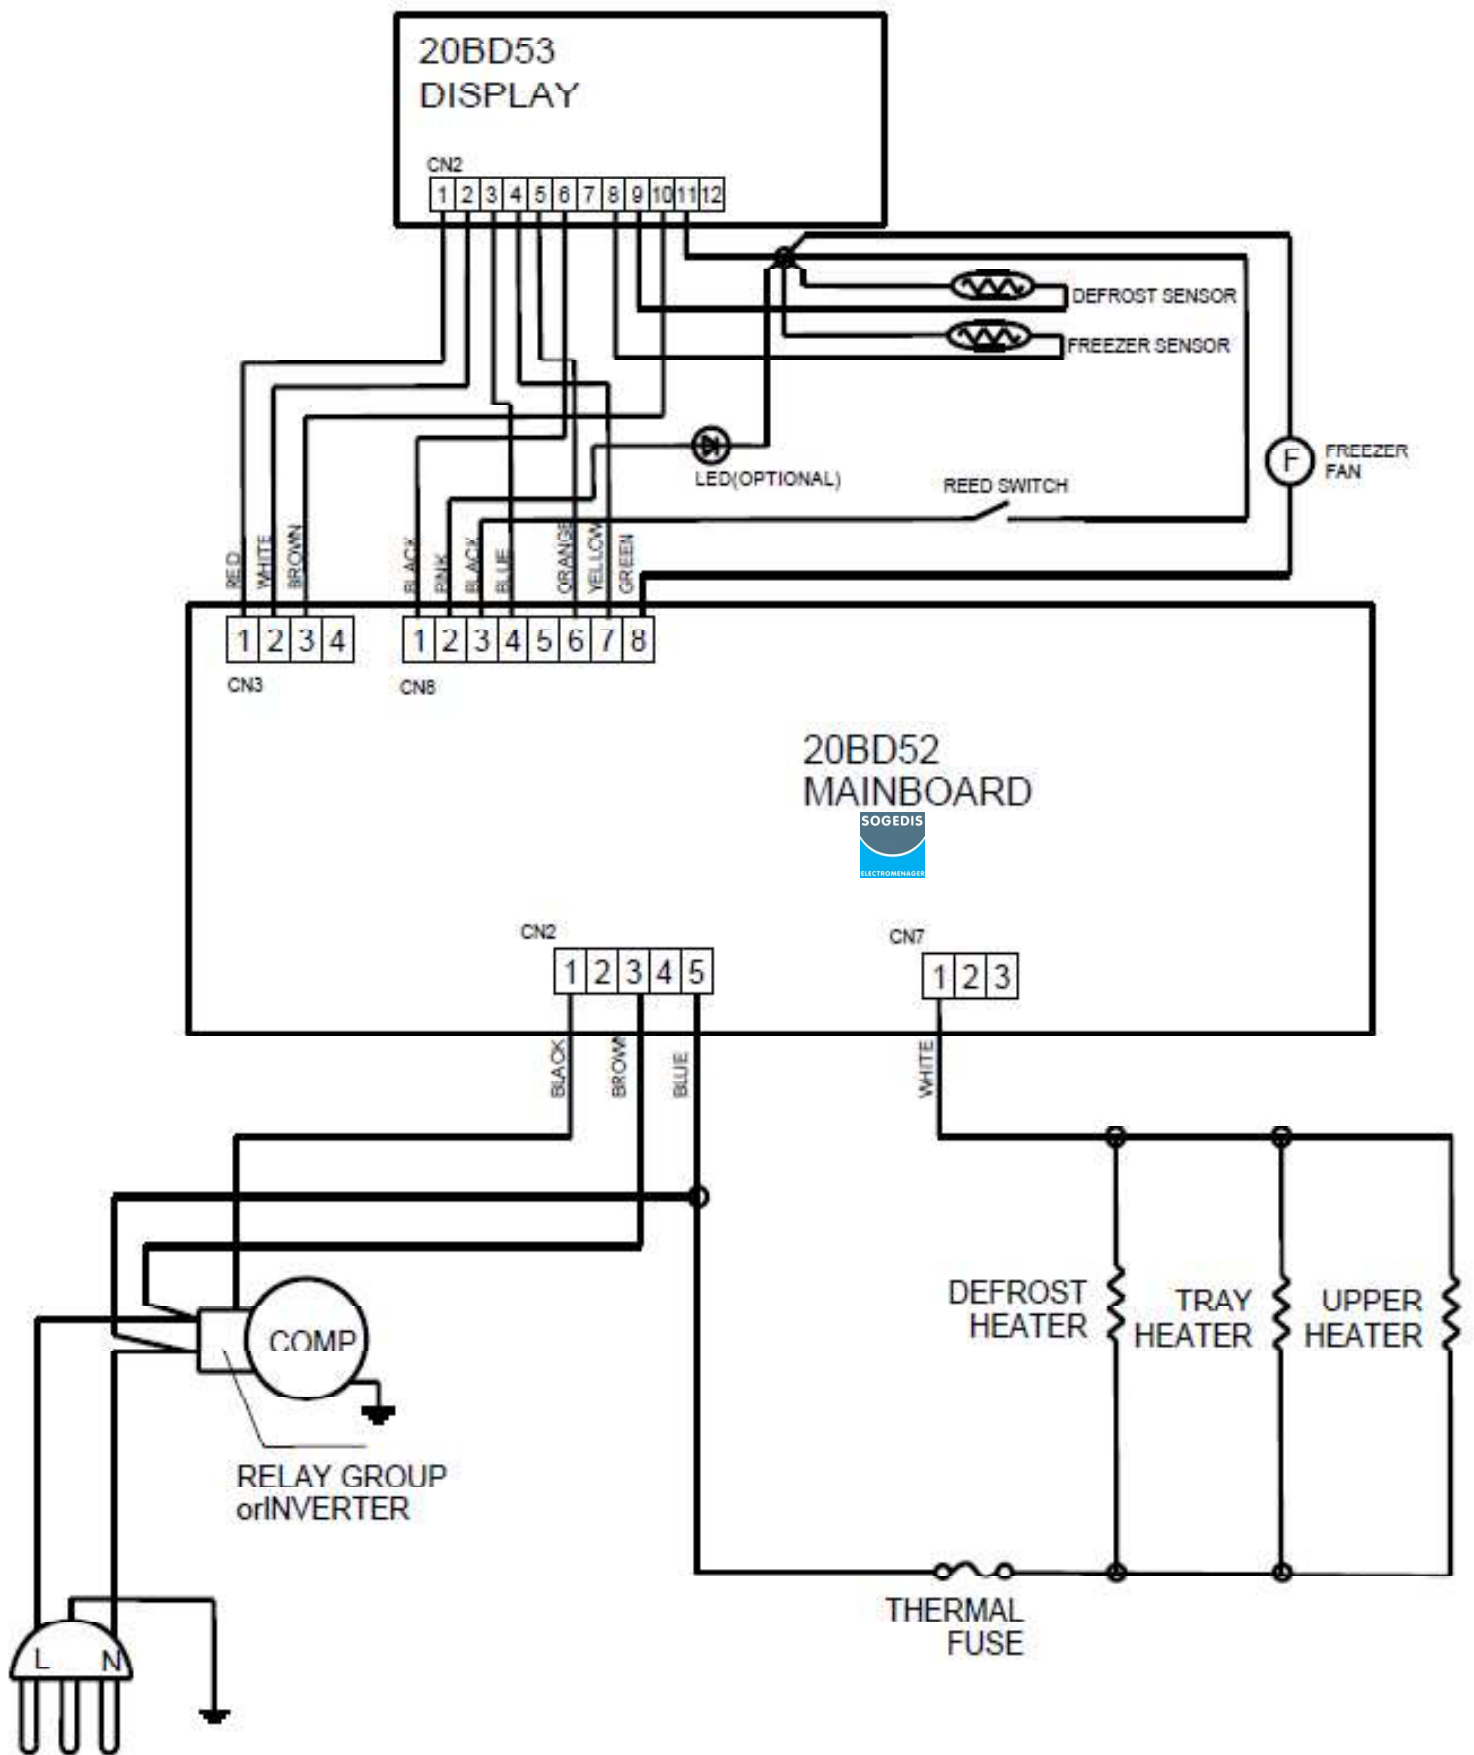 20BD53
DISPLAY
CN2
1 2 3 4 5 6 7 8 9 10 11 12
DEFROST SENSOR
FREEZER SENSOR
FREEZER
FAN
F
LED(OPTIONAL)
REED SWITCH
RED
WHITE
BROWN
BLACK
PINK
BLACK
BLUE
ORANGE
YELLOW
GREEN
1 2 3 4
1 2 3 4 5 6 7 8
CN3
CN6
20BD52
MAINBOARD
SOGEDIS
ELECTROMENAGER
CN2
1 2 3 4 5
CN7
1 2 3
BLACK
BROWN
BLUE
WHITE
COMP
DEFROST
HEATER
TRAY
HEATER
UPPER
HEATER
RELAY GROUP
orINVERTER
THERMAL
FUSE
L
N